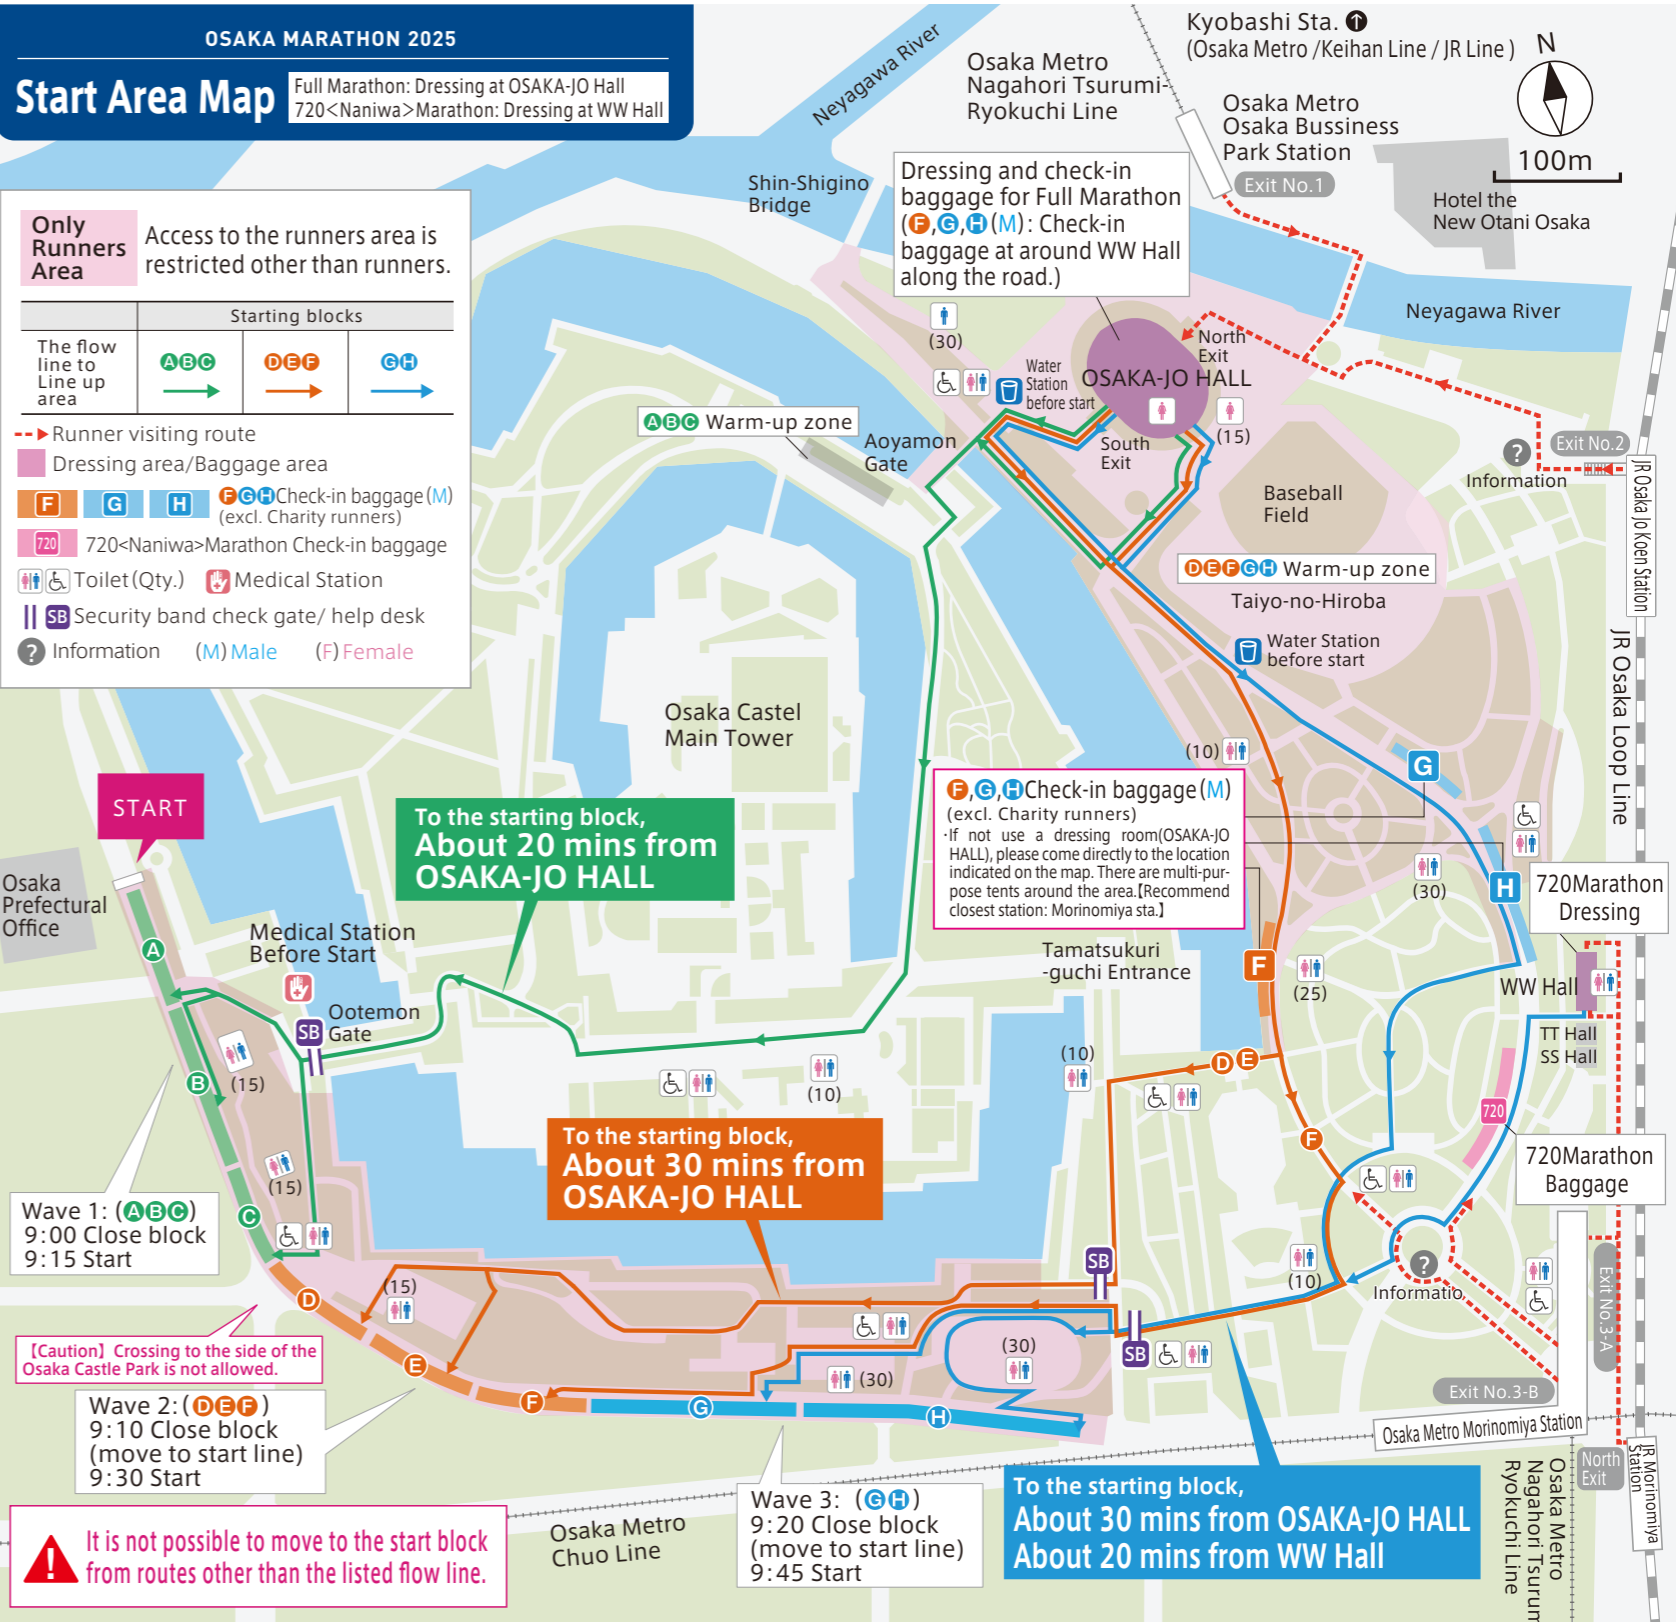 OSAKA MARATHON 2025
Start Area Map
Full Marathon: Dressing at OSAKA-JO Hall
720<Naniwa>Marathon: Dressing at WW Hall
Only
Runners
Area
Access to the runners area is
restricted other than runners.
Starting blocks
The flow
line to
Line up
area
ABC
DEF
GH
Runner visiting route
Dressing area/Baggage area
F G H FGH Check-in baggage (M)
(excl. Charity runners)
720 720<Naniwa>Marathon Check-in baggage
Toilet (Qty.) Medical Station
SB Security band check gate/ help desk
? Information (M) Male (F) Female
Neyagawa River
Osaka Metro
Nagahori Tsurumi-
Ryokuchi Line
Kyobashi Sta.
(Osaka Metro /Keihan Line / JR Line )
N
100m
Osaka Metro
Osaka Bussiness
Park Station
Exit No.1
Hotel the
New Otani Osaka
Shin-Shigino
Bridge
Dressing and check-in
baggage for Full Marathon
(F,G,H (M) : Check-in
baggage at around WW Hall
along the road.)
Neyagawa River
(30)
Water
Station
before start
North
Exit
OSAKA-JO HALL
(15)
South
Exit
ABC Warm-up zone
Aoyamon
Gate
Baseball
Field
?
Information
Exit No.2
JR Osaka Jo Koen Station
DEFGH Warm-up zone
Taiyo-no-Hiroba
Water Station
before start
JR Osaka Loop Line
Osaka Castel
Main Tower
(10)
G
F,G,H Check-in baggage (M)
(excl. Charity runners)
·If not use a dressing room(OSAKA-JO
HALL), please come directly to the location
indicated on the map. There are multi-pur-
pose tents around the area.【Recommend
closest station: Morinomiya sta.】
START
To the starting block,
About 20 mins from
OSAKA-JO HALL
(30)
H
720Marathon
Dressing
Osaka
Prefectural
Office
A
Medical Station
Before Start
Tamatsukuri
-guchi Entrance
F
(25)
WW Hall
TT Hall
SS Hall
SB
Ootemon
Gate
(15)
B
(10)
D E
(10)
720
F
To the starting block,
About 30 mins from
OSAKA-JO HALL
720Marathon
Baggage
(15)
C
Wave 1: (ABC)
9:00 Close block
9:15 Start
SB
(10)
?
Informatio
Exit No.3-A
D
(15)
【Caution】Crossing to the side of the
Osaka Castle Park is not allowed.
E
SB
(30)
(30)
Exit No.3-B
F
G
H
Wave 2: (DEF)
9:10 Close block
(move to start line)
9:30 Start
Osaka Metro Morinomiya Station
North
Exit
JR Morinomiya
Station
Wave 3: (GH)
9:20 Close block
(move to start line)
9:45 Start
To the starting block,
About 30 mins from OSAKA-JO HALL
About 20 mins from WW Hall
Osaka Metro
Nagahori Tsurum
Ryokuchi Line
Osaka Metro
Chuo Line
! It is not possible to move to the start block
from routes other than the listed flow line.